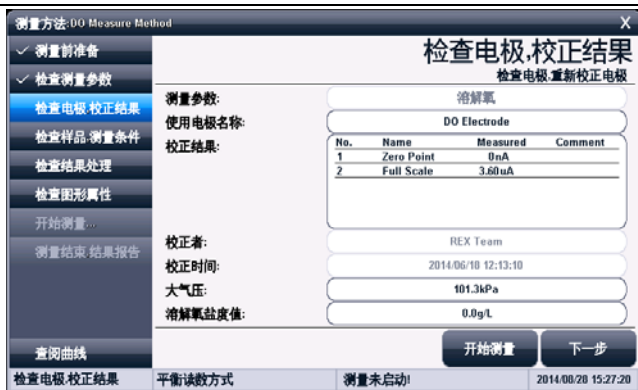 测量方法:DO Measure Method X
✓ 测量前准备
✓ 检查测量参数
检查电极,校正结果
检查样品,测量条件
检查结果处理
检查图形属性
开始测量...
测量结束,结果报告
查阅曲线
检查电极,校正结果
检查电极,重新校正电极
测量参数: 溶解氧
使用电极名称: DO Electrode
校正结果:
No. Name Measured Comment
1 Zero Point 0nA
2 Full Scale 3.60uA
校正者: REX Team
校正时间: 2014/06/18 12:13:10
大气压: 101.3kPa
溶解氧盐度值: 0.0g/L
开始测量 下一步
检查电极,校正结果 平衡读数方式 测量未启动! 2014/08/28 15:27:20